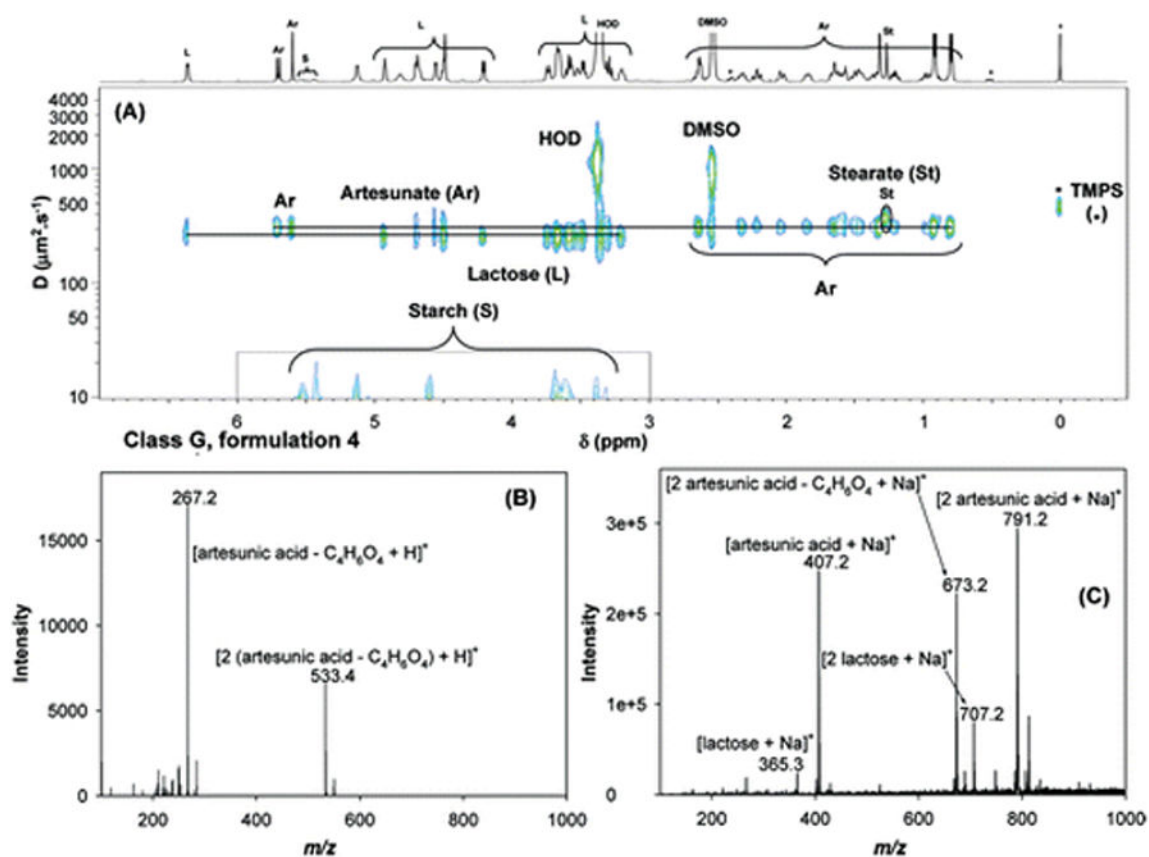 L Ar Ar S L L HOD DMSO Ar St * *
(A)
4000
3000
2000
1000
500
100
50
10
D (µm².s⁻¹)
HOD
DMSO
Stearate (St)
St
* TMPS
(*)
Ar
Artesunate (Ar)
Lactose (L)
Ar
Starch (S)
6 5 4 3 2 1 0
Class G, formulation 4
δ (ppm)
(B)
267.2
[artesunic acid - C₄H₆O₄ + H]⁺
[2 (artesunic acid - C₄H₆O₄) + H]⁺
533.4
15000
10000
5000
0
Intensity
200 400 600 800 1000
m/z
[2 artesunic acid - C₄H₆O₄ + Na]⁺
[2 artesunic acid + Na]⁺
791.2
[artesunic acid + Na]⁺
407.2
673.2
(C)
[2 lactose + Na]⁺
707.2
[lactose + Na]⁺
365.3
3e+5
2e+5
1e+5
0
Intensity
200 400 600 800 1000
m/z